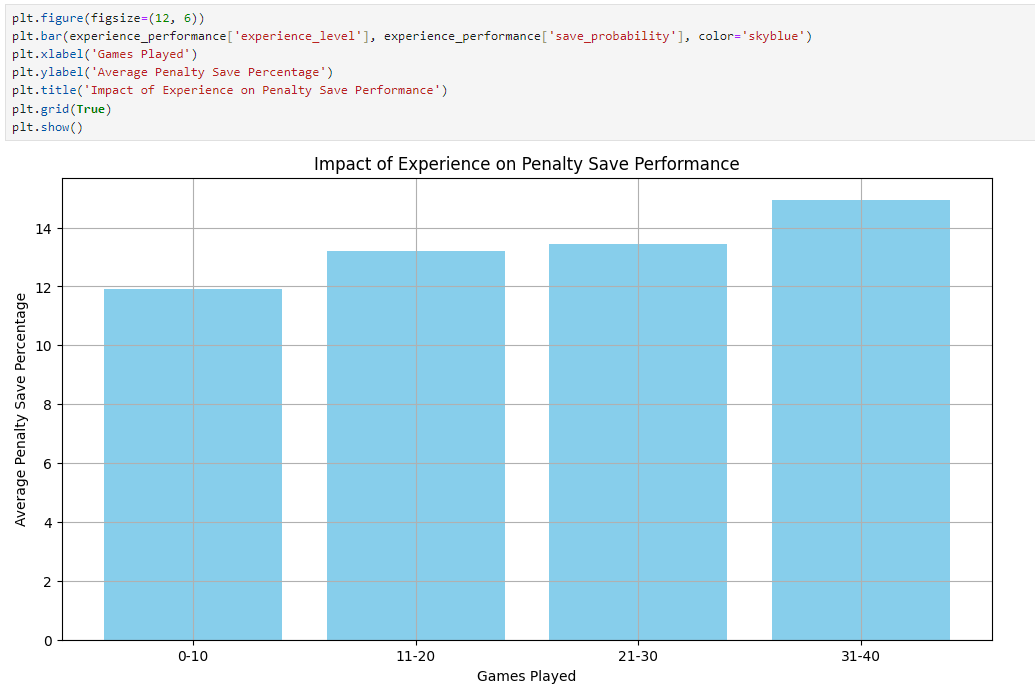 plt.figure(figsize=(12, 6))
plt.bar(experience_performance['experience_level'], experience_performance['save_probability'], color='skyblue')
plt.xlabel('Games Played')
plt.ylabel('Average Penalty Save Percentage')
plt.title('Impact of Experience on Penalty Save Performance')
plt.grid(True)
plt.show()
Impact of Experience on Penalty Save Performance
Average Penalty Save Percentage
14
12
10
8
6
4
2
0
0-10 11-20 21-30 31-40
Games Played